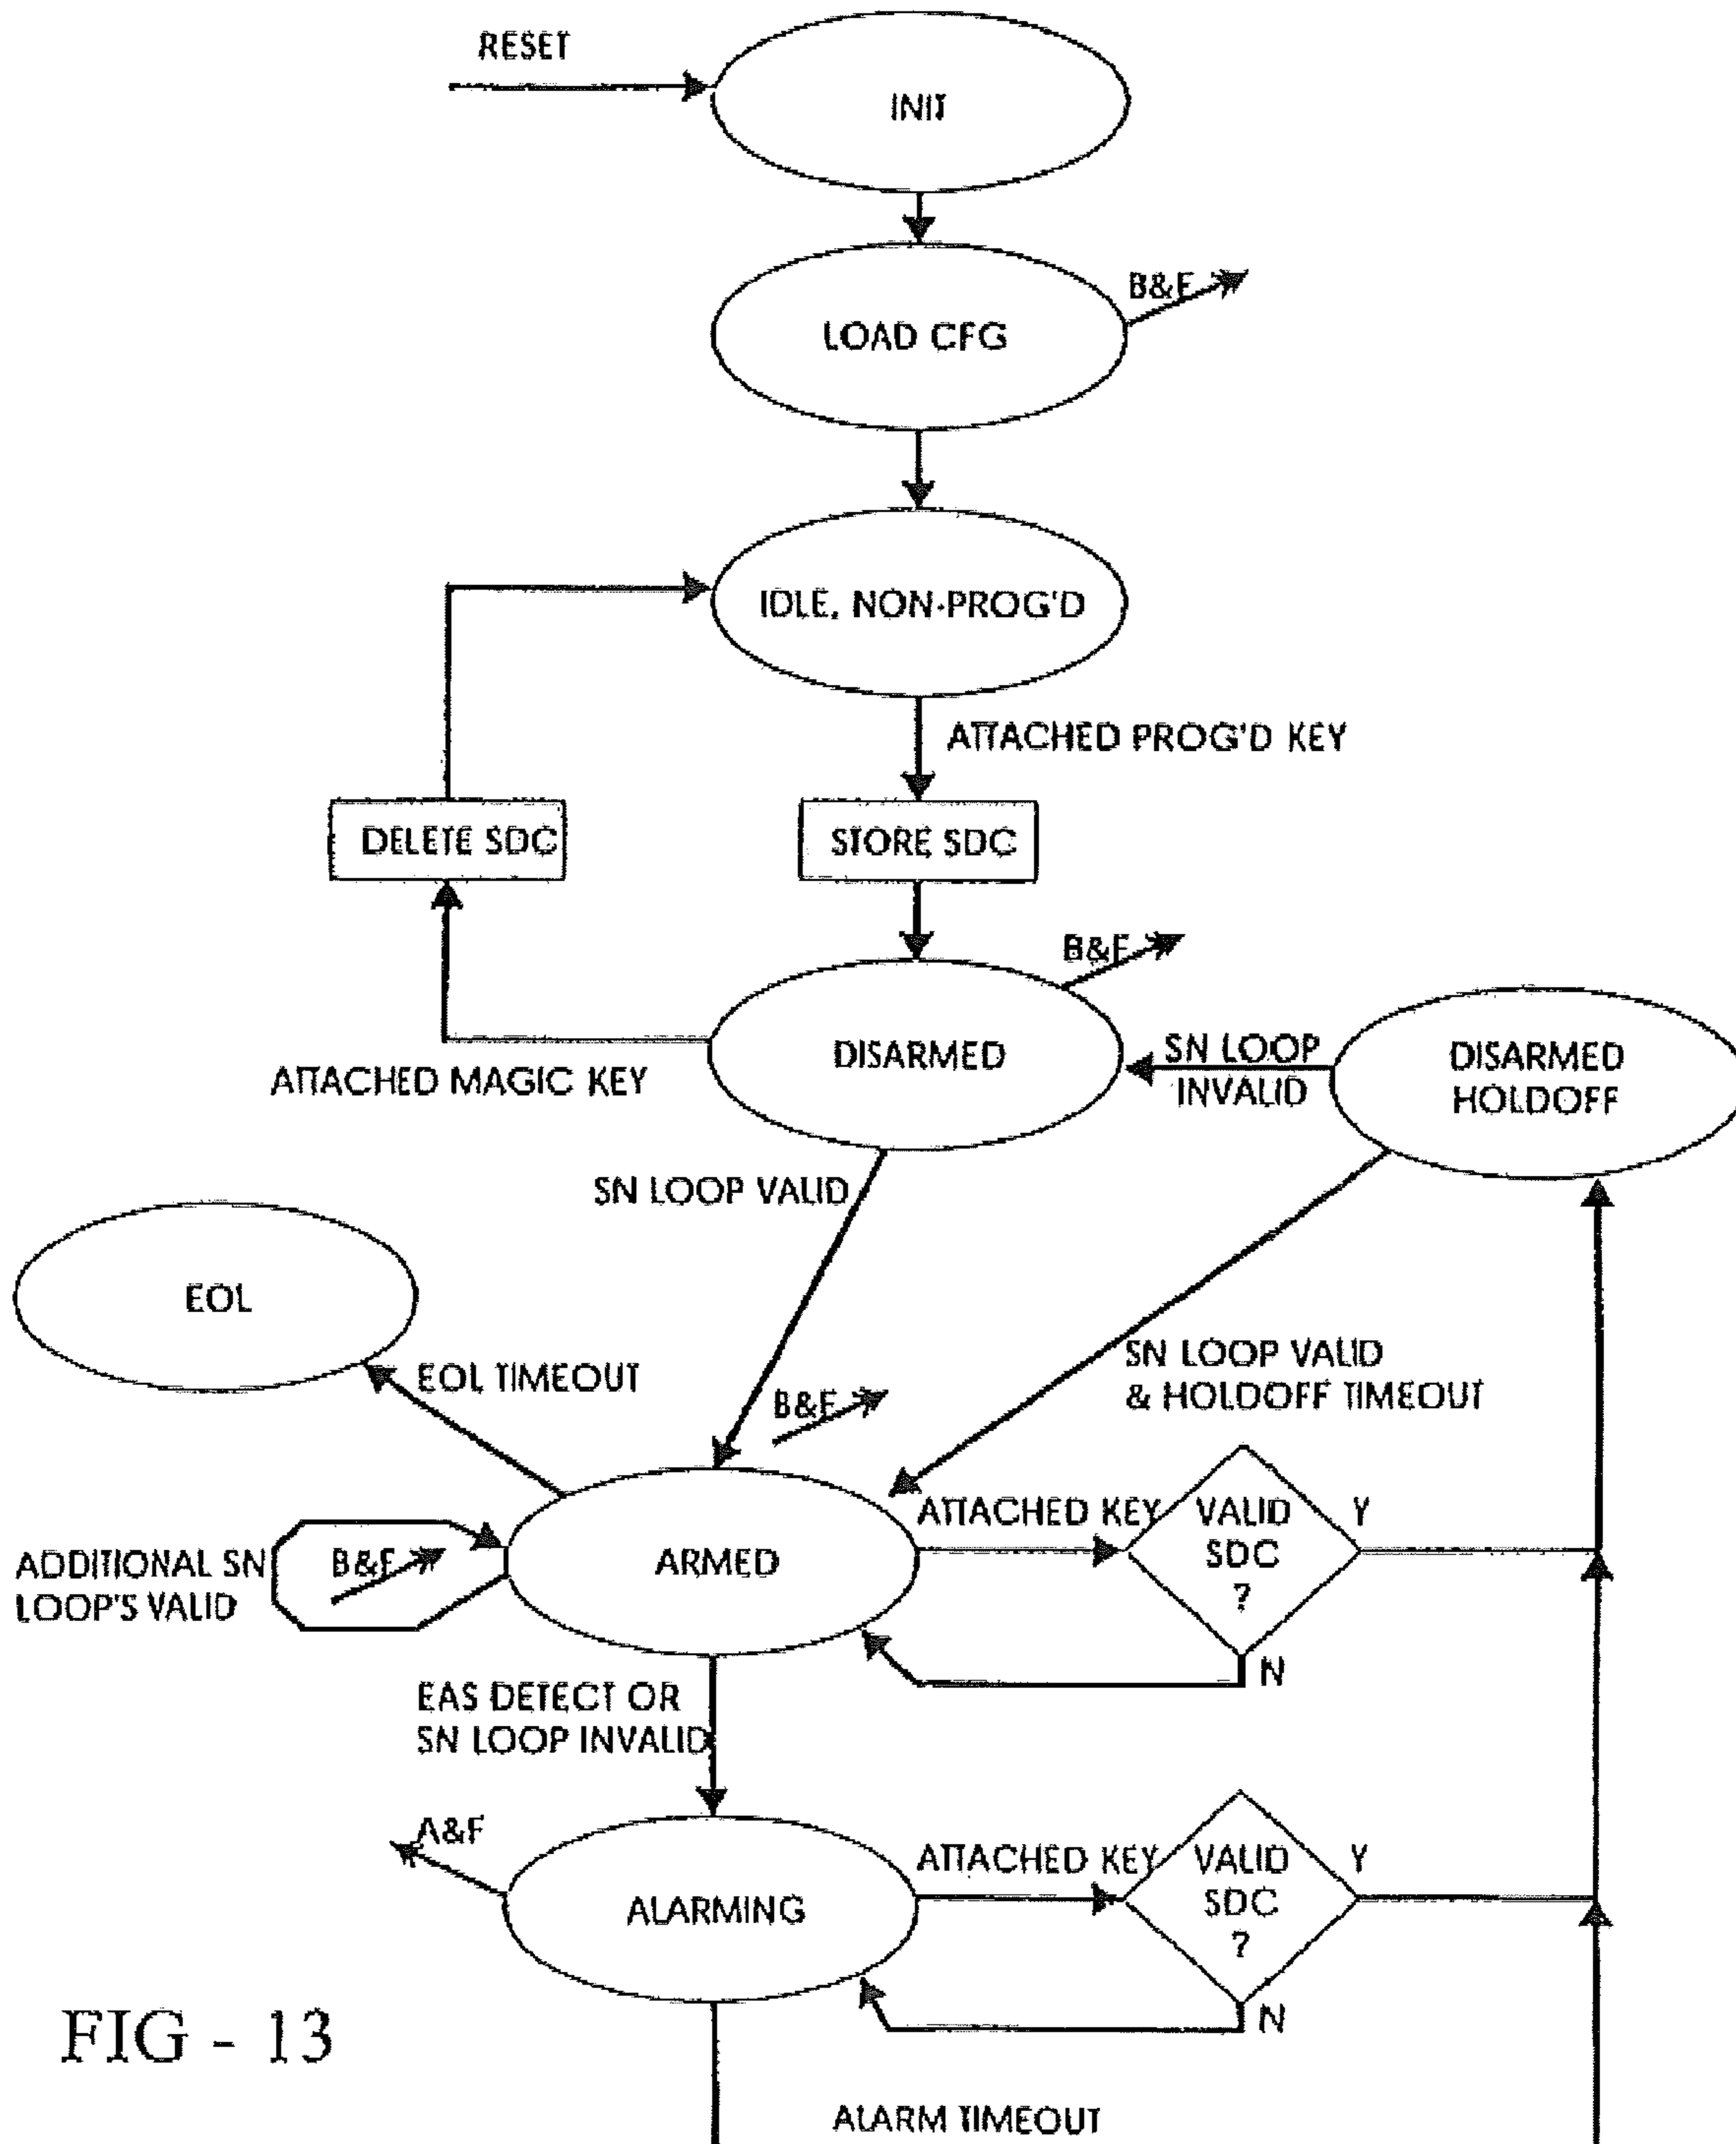 RESET
INIT
LOAD CFG
B&F
IDLE, NON-PROG'D
ATTACHED PROG'D KEY
DELETE SDC
STORE SDC
B&F
DISARMED
SN LOOP
INVALID
DISARMED
HOLDOFF
ATTACHED MAGIC KEY
SN LOOP VALID
EOL
EOL TIMEOUT
SN LOOP VALID
& HOLDOFF TIMEOUT
B&F
ATTACHED KEY
VALID
SDC
?
Y
N
ADDITIONAL SN
LOOP'S VALID
B&F
ARMED
EAS DETECT OR
SN LOOP INVALID
A&F
ALARMING
ATTACHED KEY
VALID
SDC
?
Y
N
FIG - 13
ALARM TIMEOUT